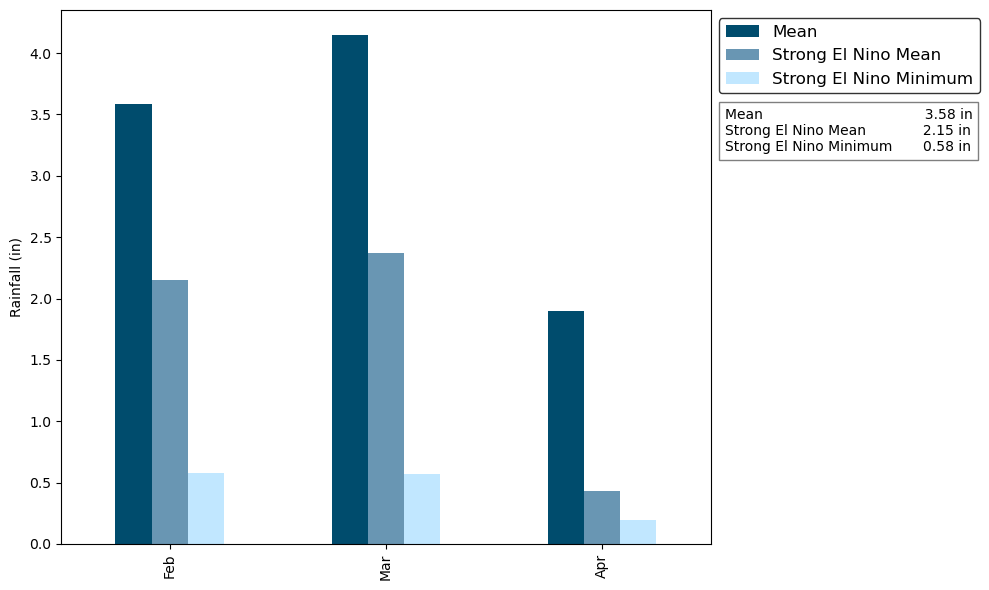 Mean
Strong El Nino Mean
Strong El Nino Minimum
Mean 3.58 in
Strong El Nino Mean 2.15 in
Strong El Nino Minimum 0.58 in
Rainfall (in)
4.0
3.5
3.0
2.5
2.0
1.5
1.0
0.5
0.0
Feb
Mar
Apr